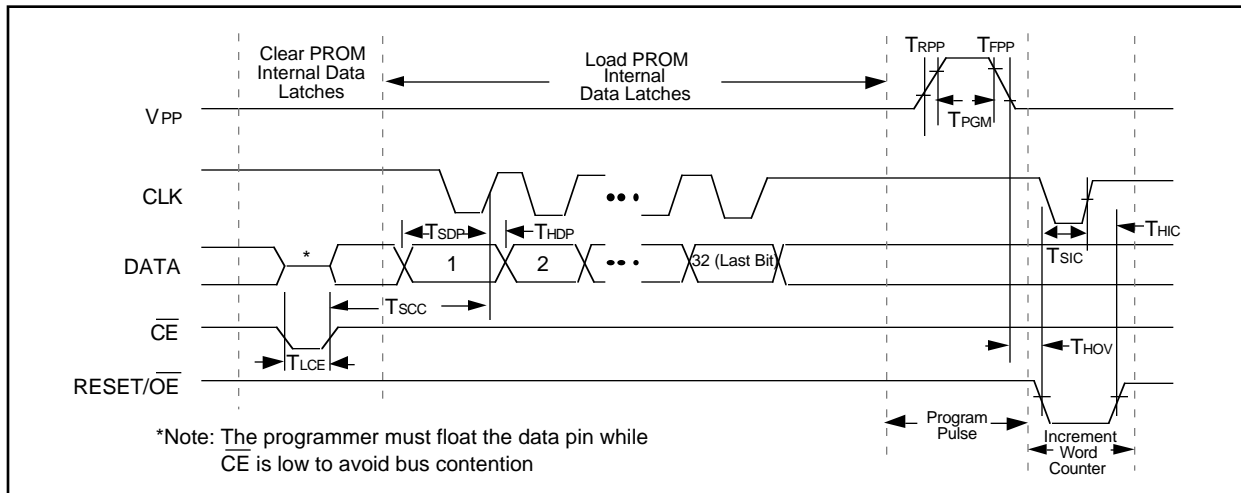 Clear PROM
Internal Data
Latches
Load PROM
Internal
Data Latches
TRPP
TFPP
VPP
TPGM
CLK
•••
TSDP
THDP
THIC
TSIC
DATA
*
1
2
•••
32 (Last Bit)
TSCC
CE
TLCE
THOV
RESET/OE
*Note: The programmer must float the data pin while
CE is low to avoid bus contention
Program
Pulse
Increment
Word
Counter